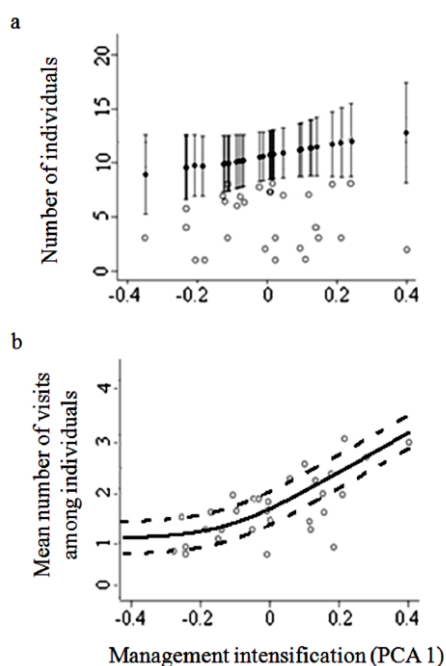 a
Number of individuals
20
15
10
5
0
-0.4 -0.2 0 0.2 0.4
b
Mean number of visits
among individuals
4
3
2
1
0
-0.4 -0.2 -0.0 0.2 0.4
Management intensification (PCA 1)